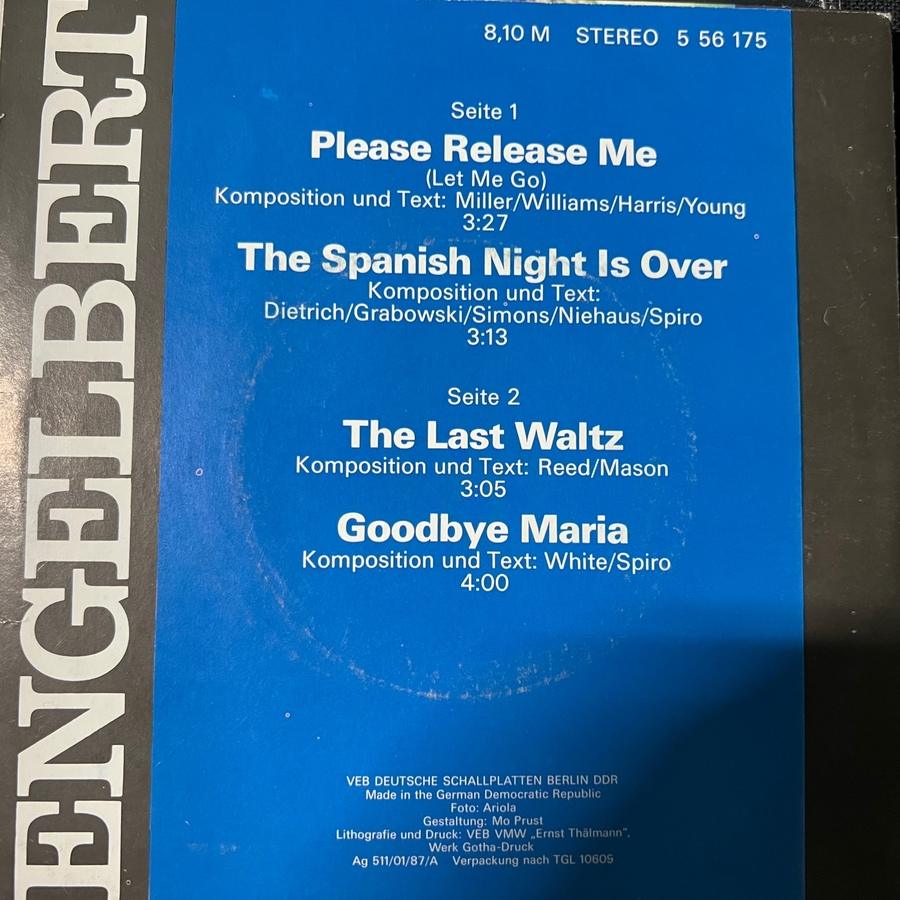 ENGELBERT
8,10 M STEREO 5 56 175
Seite 1
Please Release Me
(Let Me Go)
Komposition und Text: Miller/Williams/Harris/Young
3:27
The Spanish Night Is Over
Komposition und Text:
Dietrich/Grabowski/Simons/Niehaus/Spiro
3:13
Seite 2
The Last Waltz
Komposition und Text: Reed/Mason
3:05
Goodbye Maria
Komposition und Text: White/Spiro
4:00
VEB DEUTSCHE SCHALLPLATTEN BERLIN DDR
Made in the German Democratic Republic
Foto: Ariola
Gestaltung: Mo Prust
Lithografie und Druck: VEB VMW „Ernst Thälmann“,
Werk Gotha-Druck
Ag 511/01/87/A Verpackung nach TGL 10609